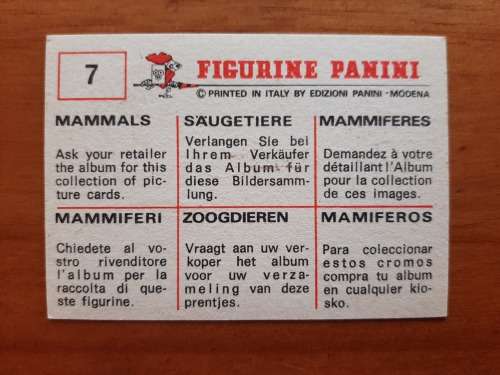 7
FIGURINE PANINI
© PRINTED IN ITALY BY EDIZIONI PANINI - MODENA
MAMMALS
Ask your retailer
the album for this
collection of pic-
ture cards.
SÄUGETIERE
Verlangen Sie bei
Ihrem Verkäufer
das Album für
diese Bildersamm-
lung.
MAMMIFERES
Demandez à votre
détaillant l'Album
pour la collection
de ces images.
MAMMIFERI
Chiedete al vo-
stro rivenditore
l'album per la
raccolta di que-
ste figurine.
ZOOGDIEREN
Vraagt aan uw ver-
koper het album
voor uw verza-
meling van deze
prentjes.
MAMIFEROS
Para coleccionar
estos cromos
compra tu album
en cualquier kio-
sko.